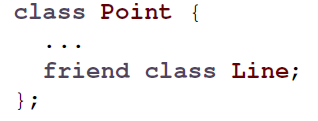 class Point {
...
friend class Line;
};